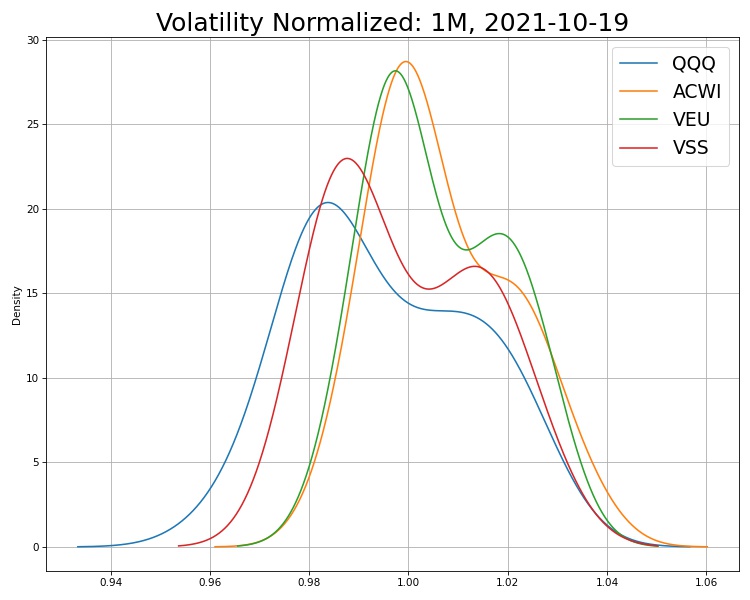 Volatility Normalized: 1M, 2021-10-19
QQQ
ACWI
VEU
VSS
Density
30
25
20
15
10
5
0
0.94 0.96 0.98 1.00 1.02 1.04 1.06